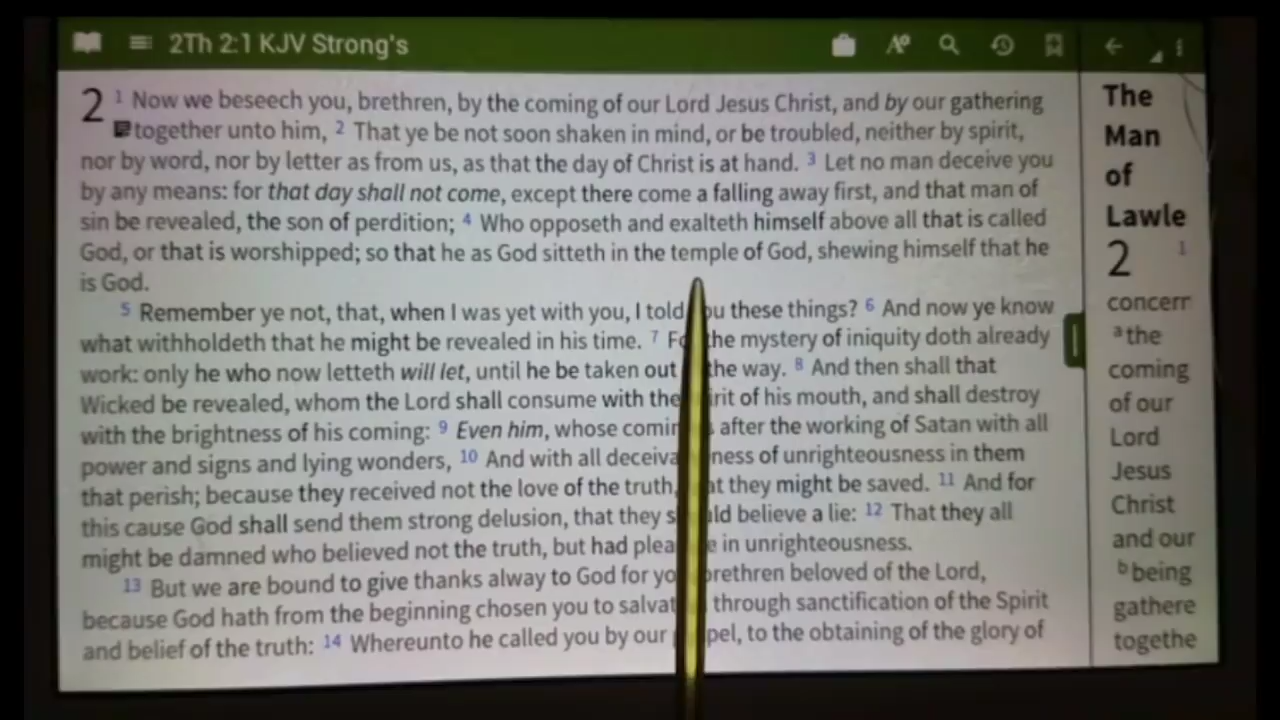 2Th 2:1 KJV Strong's
2 1 Now we beseech you, brethren, by the coming of our Lord Jesus Christ, and by our gathering
together unto him, 2 That ye be not soon shaken in mind, or be troubled, neither by spirit,
nor by word, nor by letter as from us, as that the day of Christ is at hand. 3 Let no man deceive you
by any means: for that day shall not come, except there come a falling away first, and that man of
sin be revealed, the son of perdition; 4 Who opposeth and exalteth himself above all that is called
God, or that is worshipped; so that he as God sitteth in the temple of God, shewing himself that he
is God.
5 Remember ye not, that, when I was yet with you, I told ou these things? 6 And now ye know
what withholdeth that he might be revealed in his time. 7 Fo the mystery of iniquity doth already
work: only he who now letteth will let, until he be taken out the way. 8 And then shall that
Wicked be revealed, whom the Lord shall consume with the irit of his mouth, and shall destroy
with the brightness of his coming: 9 Even him, whose comin after the working of Satan with all
power and signs and lying wonders, 10 And with all deceiva ness of unrighteousness in them
that perish; because they received not the love of the truth, at they might be saved. 11 And for
this cause God shall send them strong delusion, that they s ld believe a lie: 12 That they all
might be damned who believed not the truth, but had plea e in unrighteousness.
13 But we are bound to give thanks alway to God for yo brethren beloved of the Lord,
because God hath from the beginning chosen you to salvat through sanctification of the Spirit
and belief of the truth: 14 Whereunto he called you by our pel, to the obtaining of the glory of
The
Man
of
Lawle
2 1
concerr
a the
coming
of our
Lord
Jesus
Christ
and our
b being
gathere
togethe